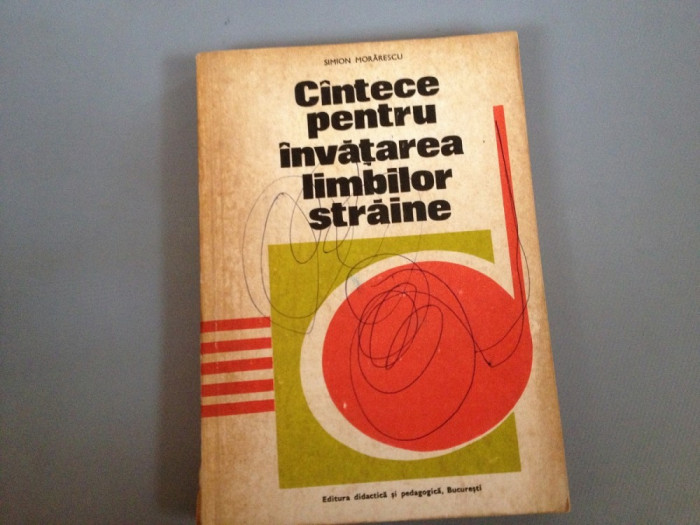 SIMION MORĂRESCU
Cîntece
pentru
învățarea
limbilor
străine
Editura didactică și pedagogică, București